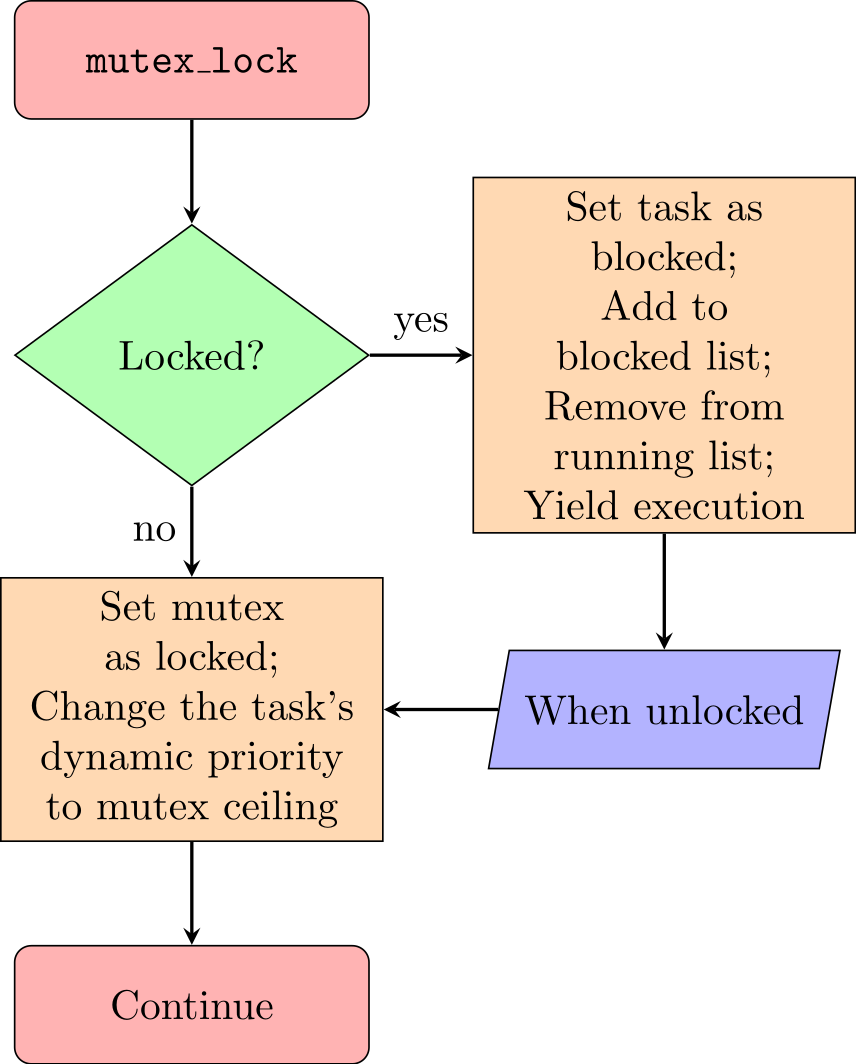 mutex_lock
Locked?
yes
Set task as
blocked;
Add to
blocked list;
Remove from
running list;
Yield execution
no
Set mutex
as locked;
Change the task's
dynamic priority
to mutex ceiling
When unlocked
Continue